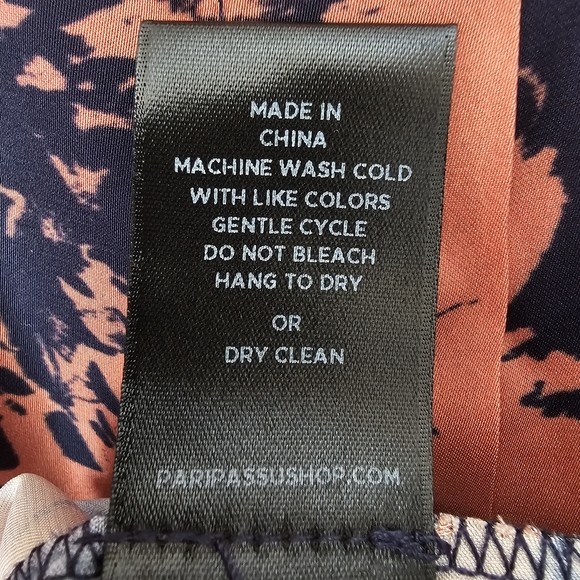 MADE IN
CHINA
MACHINE WASH COLD
WITH LIKE COLORS
GENTLE CYCLE
DO NOT BLEACH
HANG TO DRY
OR
DRY CLEAN
PARIPASSUSHOP.COM